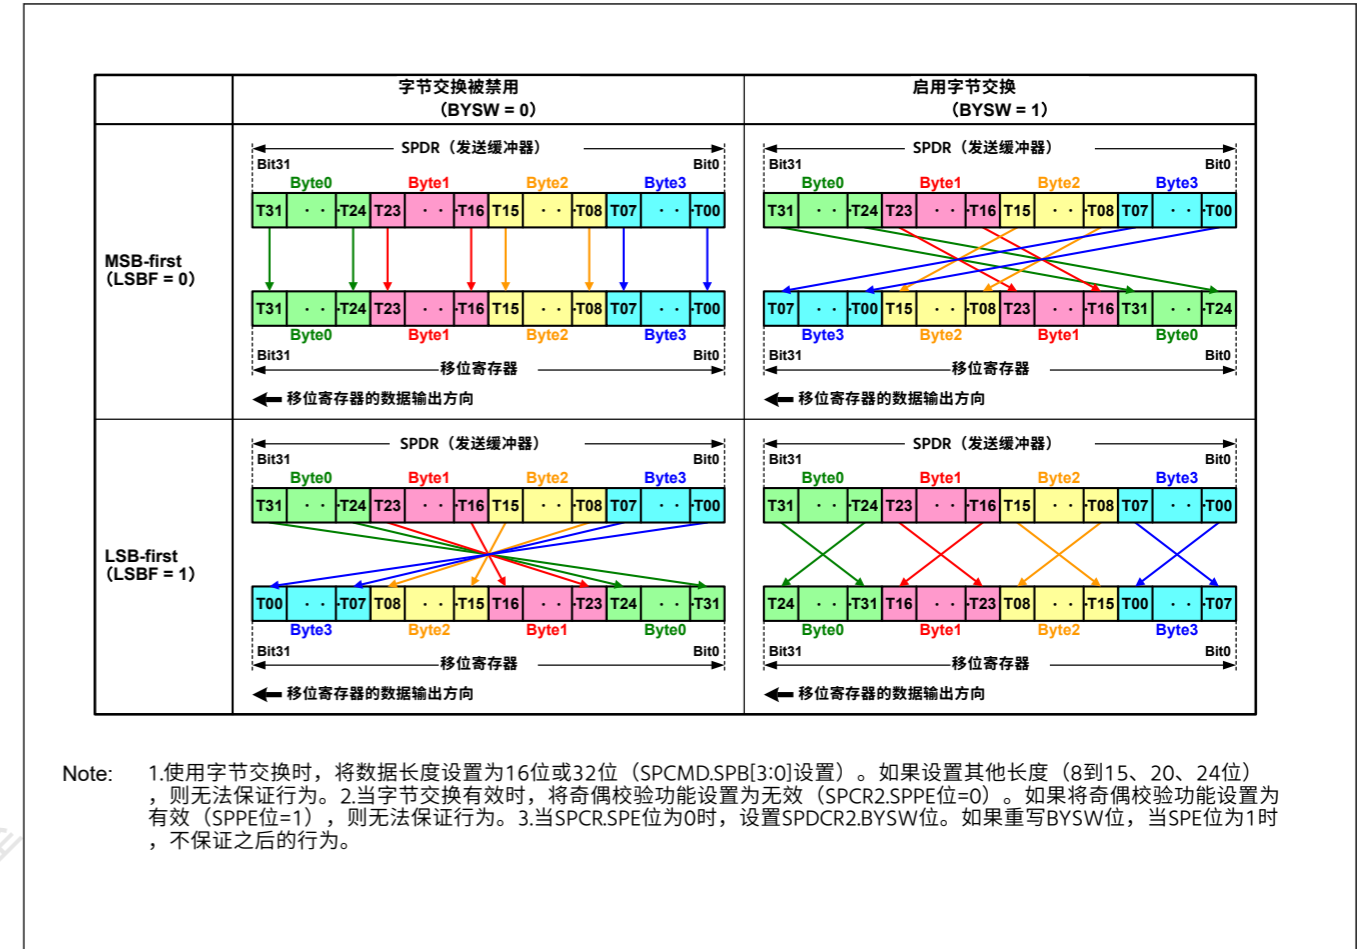 字节交换被禁用
（BYSW = 0）
启用字节交换
（BYSW = 1）
MSB-first
（LSBF = 0）
SPDR（发送缓冲器）
Bit31 Bit0
Byte0 Byte1 Byte2 Byte3
T31 · · ·T24 T23 · · ·T16 T15 · · ·T08 T07 · · ·T00
T31 · · ·T24 T23 · · ·T16 T15 · · ·T08 T07 · · ·T00
Byte0 Byte1 Byte2 Byte3
Bit31 Bit0
移位寄存器
移位寄存器的数据输出方向
SPDR（发送缓冲器）
Bit31 Bit0
Byte0 Byte1 Byte2 Byte3
T31 · · ·T24 T23 · · ·T16 T15 · · ·T08 T07 · · ·T00
T07 · · ·T00 T15 · · ·T08 T23 · · ·T16 T31 · · ·T24
Byte3 Byte2 Byte1 Byte0
Bit31 Bit0
移位寄存器
移位寄存器的数据输出方向
LSB-first
（LSBF = 1）
SPDR（发送缓冲器）
Bit31 Bit0
Byte0 Byte1 Byte2 Byte3
T31 · · ·T24 T23 · · ·T16 T15 · · ·T08 T07 · · ·T00
T00 · · ·T07 T08 · · ·T15 T16 · · ·T23 T24 · · ·T31
Byte3 Byte2 Byte1 Byte0
Bit31 Bit0
移位寄存器
移位寄存器的数据输出方向
SPDR（发送缓冲器）
Bit31 Bit0
Byte0 Byte1 Byte2 Byte3
T31 · · ·T24 T23 · · ·T16 T15 · · ·T08 T07 · · ·T00
T24 · · ·T31 T16 · · ·T23 T08 · · ·T15 T00 · · ·T07
Byte0 Byte1 Byte2 Byte3
Bit31 Bit0
移位寄存器
移位寄存器的数据输出方向
Note: 1.使用字节交换时，将数据长度设置为16位或32位（SPCMD.SPB[3:0]设置）。如果设置其他长度（8到15、20、24位）
，则无法保证行为。2.当字节交换有效时，将奇偶校验功能设置为无效（SPCR2.SPPE位=0）。如果将奇偶校验功能设置为
有效（SPPE位=1），则无法保证行为。3.当SPCR.SPE位为0时，设置SPDCR2.BYSW位。如果重写BYSW位，当SPE位为1时
，不保证之后的行为。